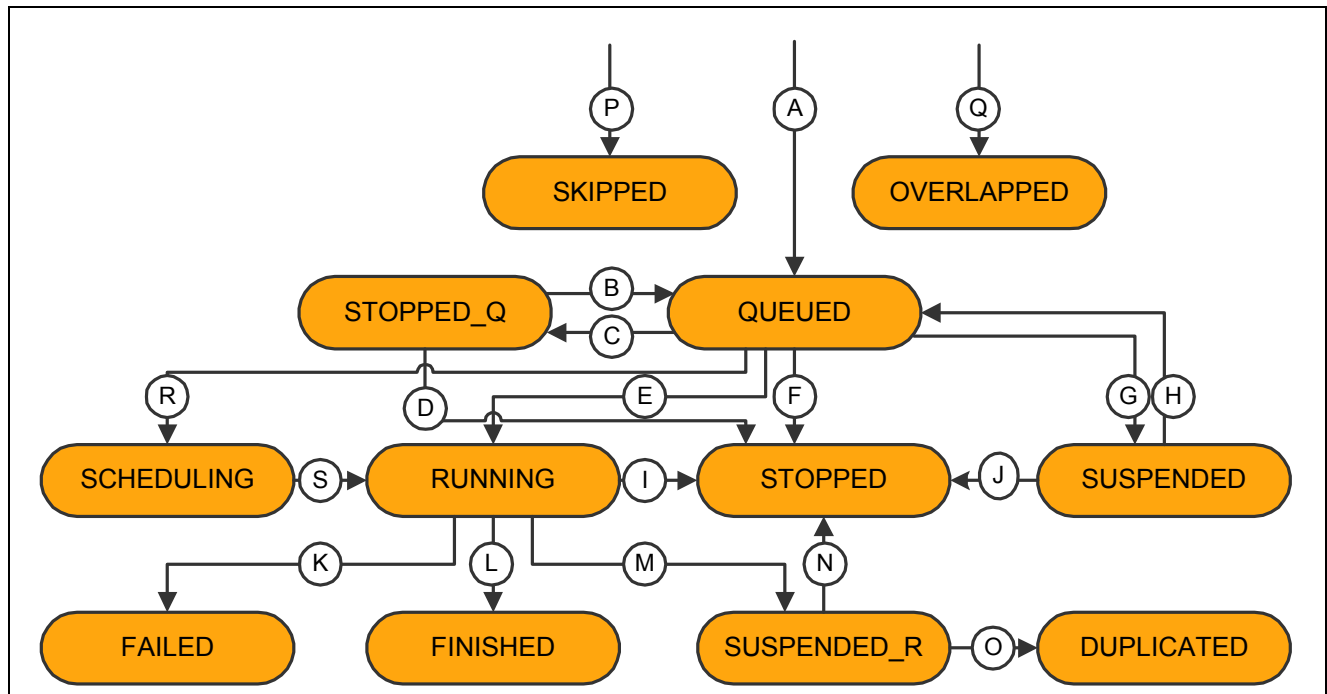 P
A
Q
SKIPPED
OVERLAPPED
STOPPED_Q
B
QUEUED
C
R
D
E
F
G
H
SCHEDULING
S
RUNNING
I
STOPPED
J
SUSPENDED
K
L
M
N
FAILED
FINISHED
SUSPENDED_R
O
DUPLICATED